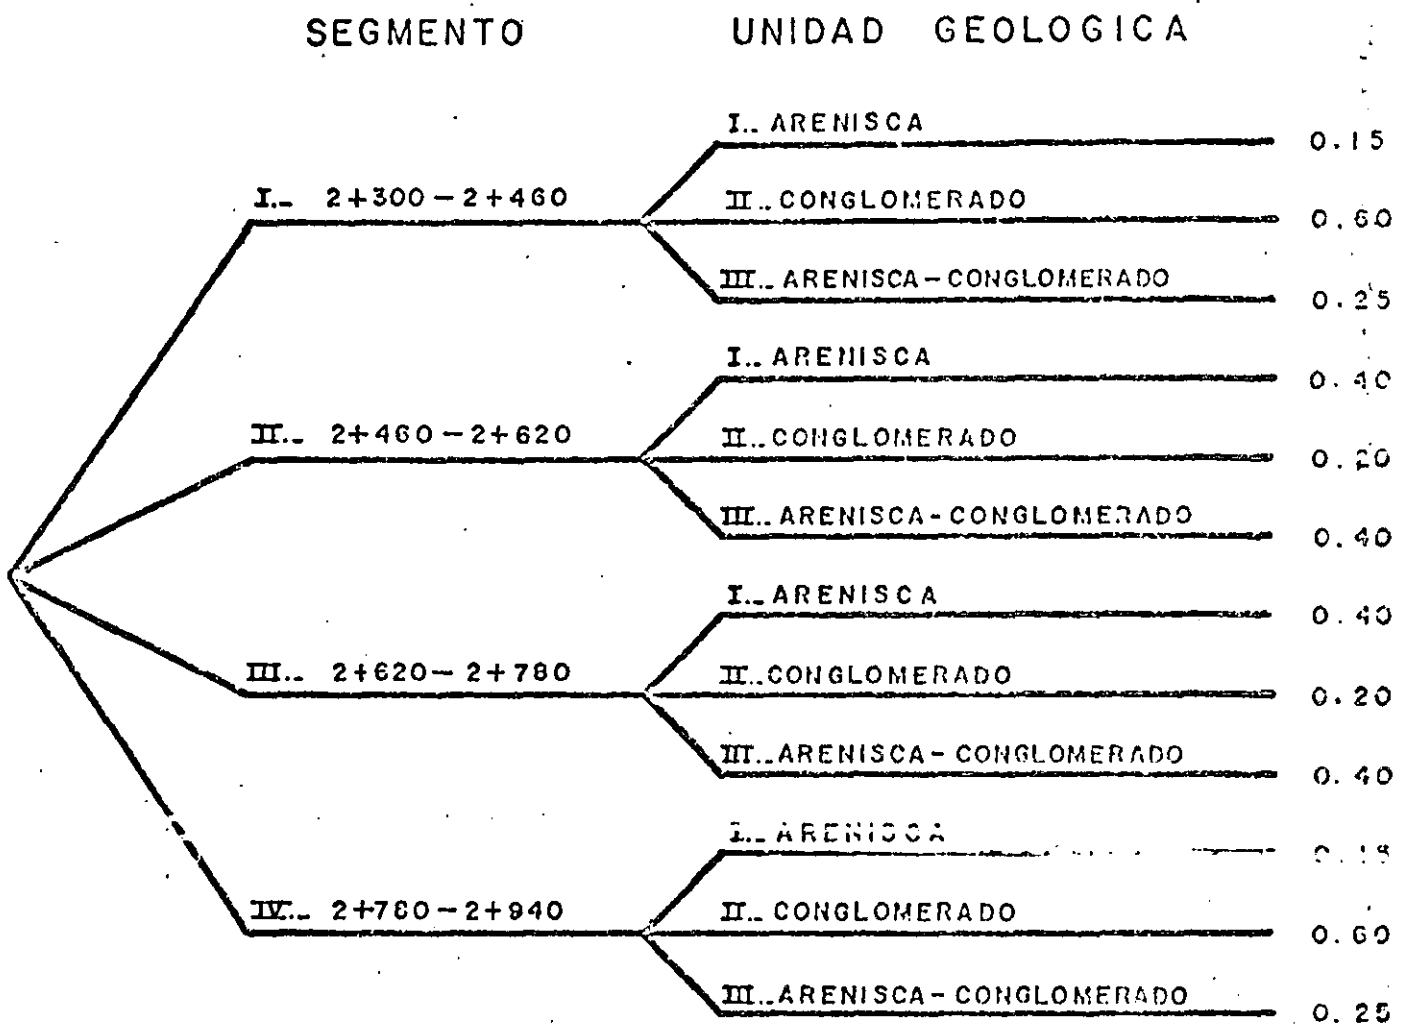 SEGMENTO UNIDAD GEOLOGICA
I.. ARENISCA 0.15
I.- 2+300-2+460
II.. CONGLOMERADO 0.60
III.. ARENISCA-CONGLOMERADO 0.25
I.. ARENISCA 0.40
II.- 2+460-2+620
II.. CONGLOMERADO 0.20
III.. ARENISCA-CONGLOMERADO 0.40
I.. ARENISCA 0.40
III.- 2+620-2+780
II.. CONGLOMERADO 0.20
III.. ARENISCA-CONGLOMERADO 0.40
I.. ARENISCA
IV.- 2+780-2+940
II.. CONGLOMERADO 0.60
III.. ARENISCA-CONGLOMERADO 0.25